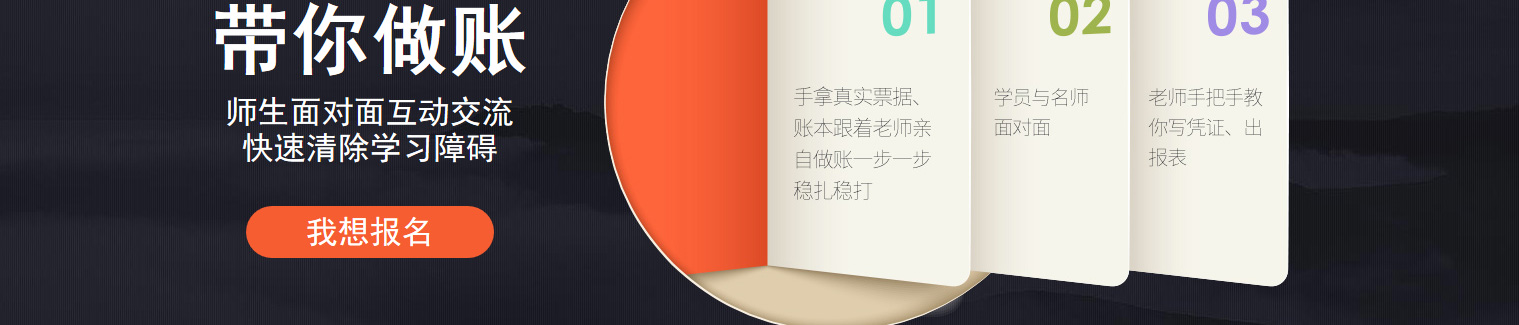 带你做账
师生面对面互动交流
快速清除学习障碍
我想报名
01
手拿真实票据、
账本跟着老师亲
自做账一步一步
稳扎稳打
02
学员与名师
面对面
03
老师手把手教
你写凭证、出
报表